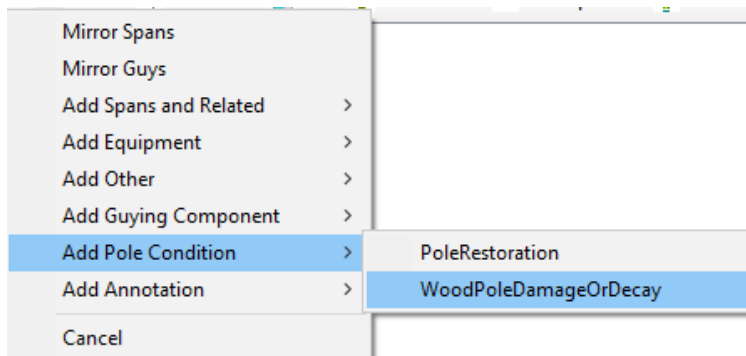 Mirror Spans
Mirror Guys
Add Spans and Related
Add Equipment
Add Other
Add Guying Component
Add Pole Condition
PoleRestoration
Add Annotation
WoodPoleDamageOrDecay
Cancel